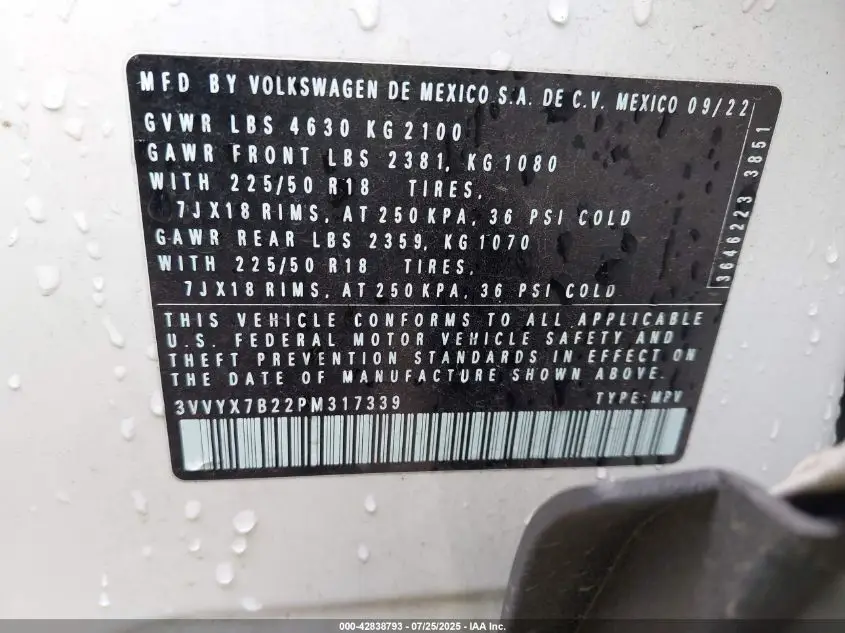 MFD BY VOLKSWAGEN DE MEXICO S.A. DE C.V. MEXICO 09/22
GVWR LBS 4630 KG 2100
GAWR FRONT LBS 2381, KG 1080
WITH 225/50 R18 TIRES,
7JX18 RIMS, AT 250 KPA, 36 PSI COLD
GAWR REAR LBS 2359, KG 1070
WITH 225/50 R18 TIRES,
7JX18 RIMS, AT 250 KPA, 36 PSI COLD
3646223 3851
THIS VEHICLE CONFORMS TO ALL APPLICABLE
U.S. FEDERAL MOTOR VEHICLE SAFETY AND
THEFT PREVENTION STANDARDS IN EFFECT ON
THE DATE OF MANUFACTURE SHOWN ABOVE.
3VVYX7B22PM317339 TYPE: MPV
000-42838793 - 07/25/2025 - IAA Inc.